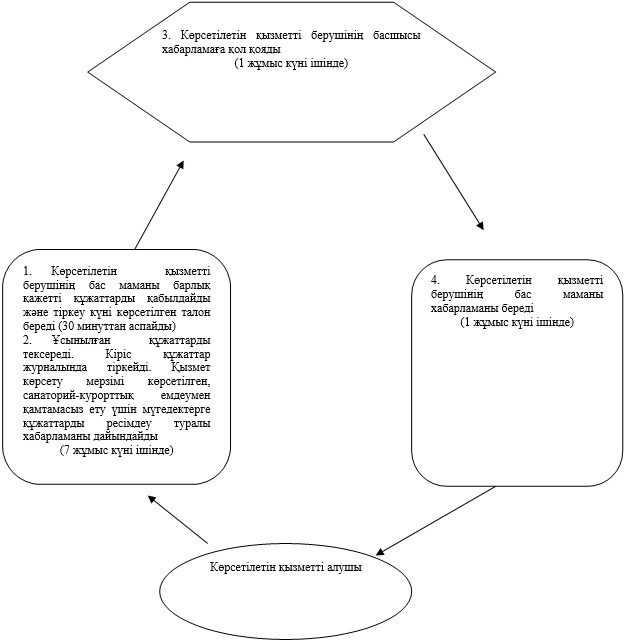 3. Көрсетілетін қызметті берушінің басшысы
хабарламаға қол қояды
(1 жұмыс күні ішінде)
1. Көрсетілетін қызметті
берушінің бас маманы барлық
қажетті құжаттарды қабылдайды
және тіркеу күні көрсетілген талон
береді (30 минуттан аспайды)
2. Ұсынылған құжаттарды
тексереді. Кіріс құжаттар
журналында тіркейді. Қызмет
көрсету мерзімі көрсетілген,
санаторий-курорттық емдеумен
қамтамасыз ету үшін мүгедектерге
құжаттарды ресімдеу туралы
хабарламаны дайындайды
(7 жұмыс күні ішінде)
4. Көрсетілетін қызметті
берушінің бас маманы
хабарламаны береді
(1 жұмыс күні ішінде)
Көрсетілетін қызметті алушы